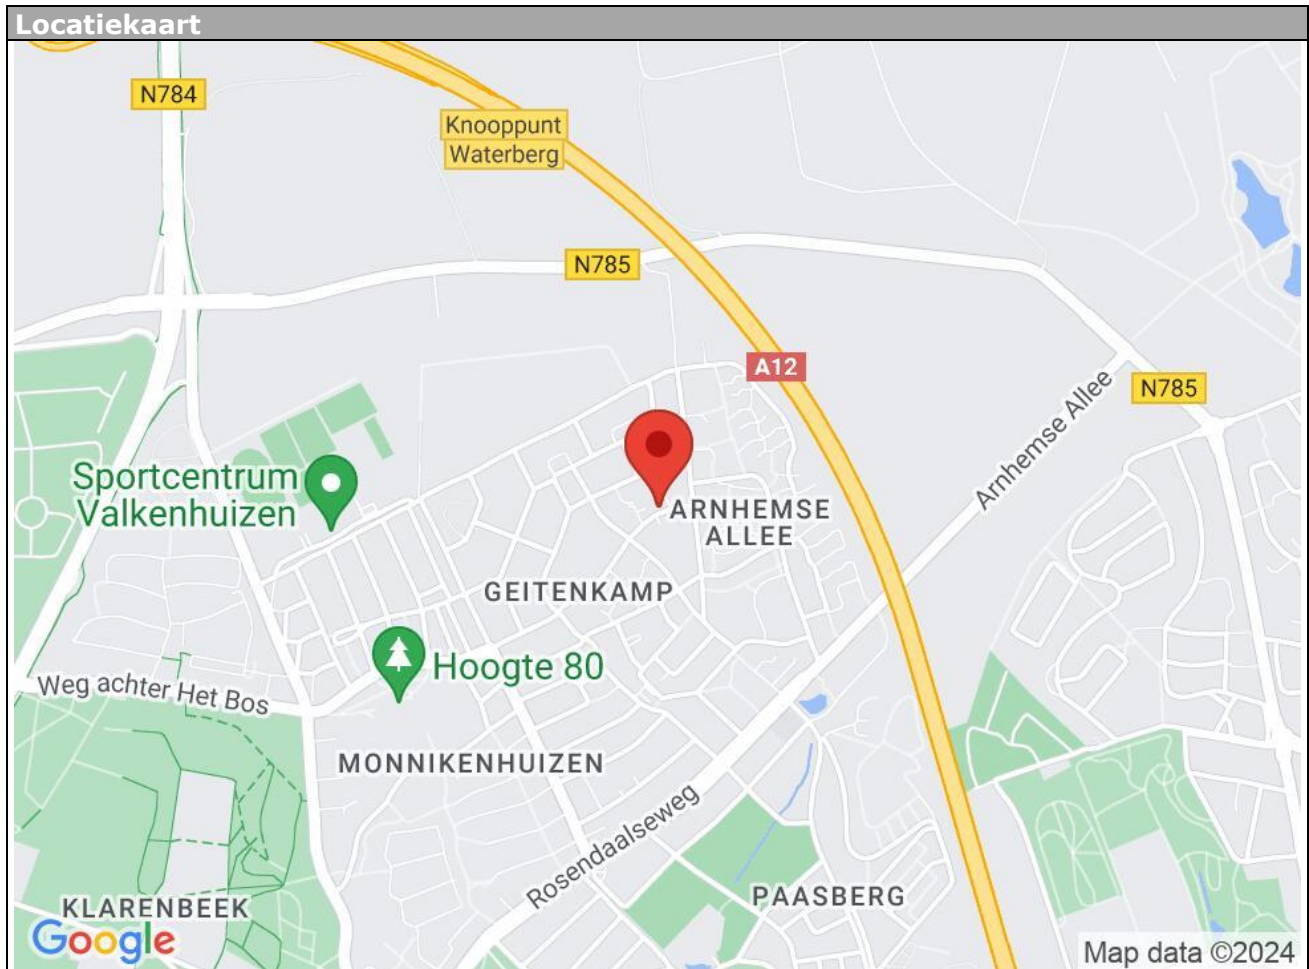 Locatiekaart
N784
Knooppunt
Waterberg
N785
A12
N785
Arnhemse Allee
Sportcentrum
Valkenhuizen
ARNHEMSE
ALLEE
GEITENKAMP
Hoogte 80
Weg achter Het Bos
MONNIKENHUIZEN
Rosendaalseweg
PAASBERG
KLARENBEEK
Google
Map data ©2024